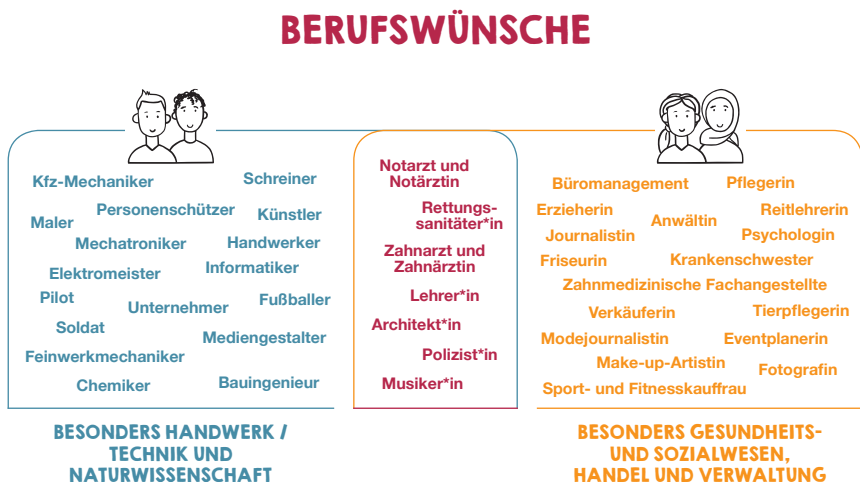 BERUFSWÜNSCHE
Kfz-Mechaniker
Schreiner
Personenschützer
Künstler
Maler
Mechatroniker
Handwerker
Elektromeister
Informatiker
Pilot
Unternehmer
Fußballer
Soldat
Mediengestalter
Feinwerkmechaniker
Chemiker
Bauingenieur
BESONDERS HANDWERK /
TECHNIK UND
NATURWISSENSCHAFT
Notarzt und
Notärztin
Rettungs-
sanitäter*in
Zahnarzt und
Zahnärztin
Lehrer*in
Architekt*in
Polizist*in
Musiker*in
Büromanagement
Pflegerin
Erzieherin
Anwältin
Reitlehrerin
Journalistin
Psychologin
Friseurin
Krankenschwester
Zahnmedizinische Fachangestellte
Verkäuferin
Tierpflegerin
Modejournalistin
Eventplanerin
Make-up-Artistin
Fotografin
Sport- und Fitnesskauffrau
BESONDERS GESUNDHEITS-
UND SOZIALWESEN,
HANDEL UND VERWALTUNG